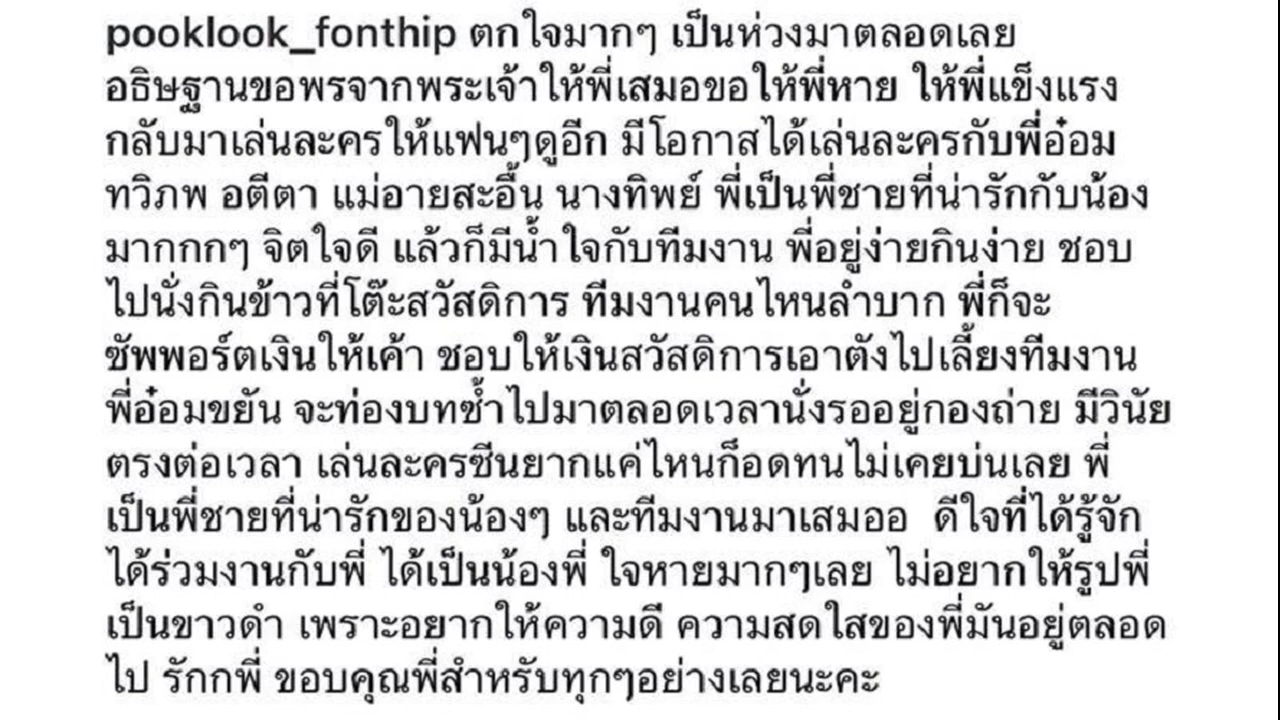 pooklook_fonthip ตกใจมากๆ เป็นห่วงมาตลอดเลย
อธิษฐานขอพรจากพระเจ้าให้พี่เสมอขอให้พี่หาย ให้พี่แข็งแรง
กลับมาเล่นละครให้แฟนๆดูอีก มีโอกาสได้เล่นละครกับพี่อ๋อม
ทวิภพ อตีตา แม่อายสะอื้น นางทิพย์ พี่เป็นพี่ชายที่น่ารักกับน้อง
มากกกๆ จิตใจดี แล้วก็มีน้ำใจกับทีมงาน พี่อยู่ง่ายกินง่าย ชอบ
ไปนั่งกินข้าวที่โต๊ะสวัสดิการ ทีมงานคนไหนลำบาก พี่ก็จะ
ซัพพอร์ตเงินให้เค้า ชอบให้เงินสวัสดิการเอาตังไปเลี้ยงทีมงาน
พี่อ๋อมขยัน จะท่องบทซ้ำไปมาตลอดเวลานั่งรออยู่กองถ่าย มีวินัย
ตรงต่อเวลา เล่นละครซีนยากแค่ไหนก็อดทนไม่เคยบ่นเลย พี่
เป็นพี่ชายที่น่ารักของน้องๆ และทีมงานมาเสมออ ดีใจที่ได้รู้จัก
ได้ร่วมงานกับพี่ ได้เป็นน้องพี่ ใจหายมากๆเลย ไม่อยากให้รูปพี่
เป็นขาวดำ เพราะอยากให้ความดี ความสดใสของพี่มันอยู่ตลอด
ไป รักกพี่ ขอบคุณพี่สำหรับทุกๆอย่างเลยนะคะ